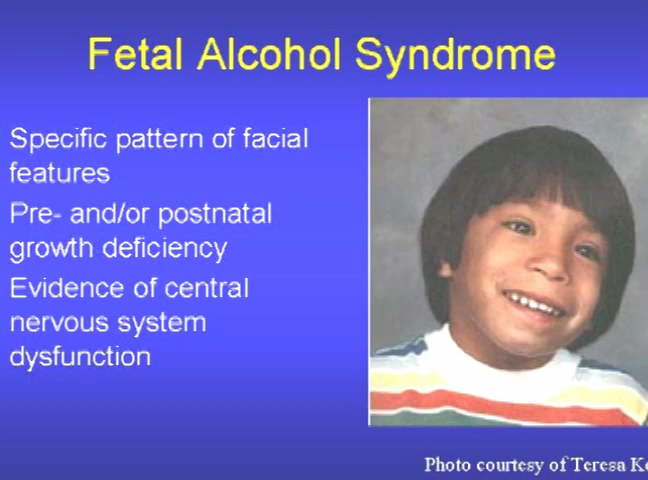 Fetal Alcohol Syndrome
Specific pattern of facial
features
Pre- and/or postnatal
growth deficiency
Evidence of central
nervous system
dysfunction
Photo courtesy of Teresa